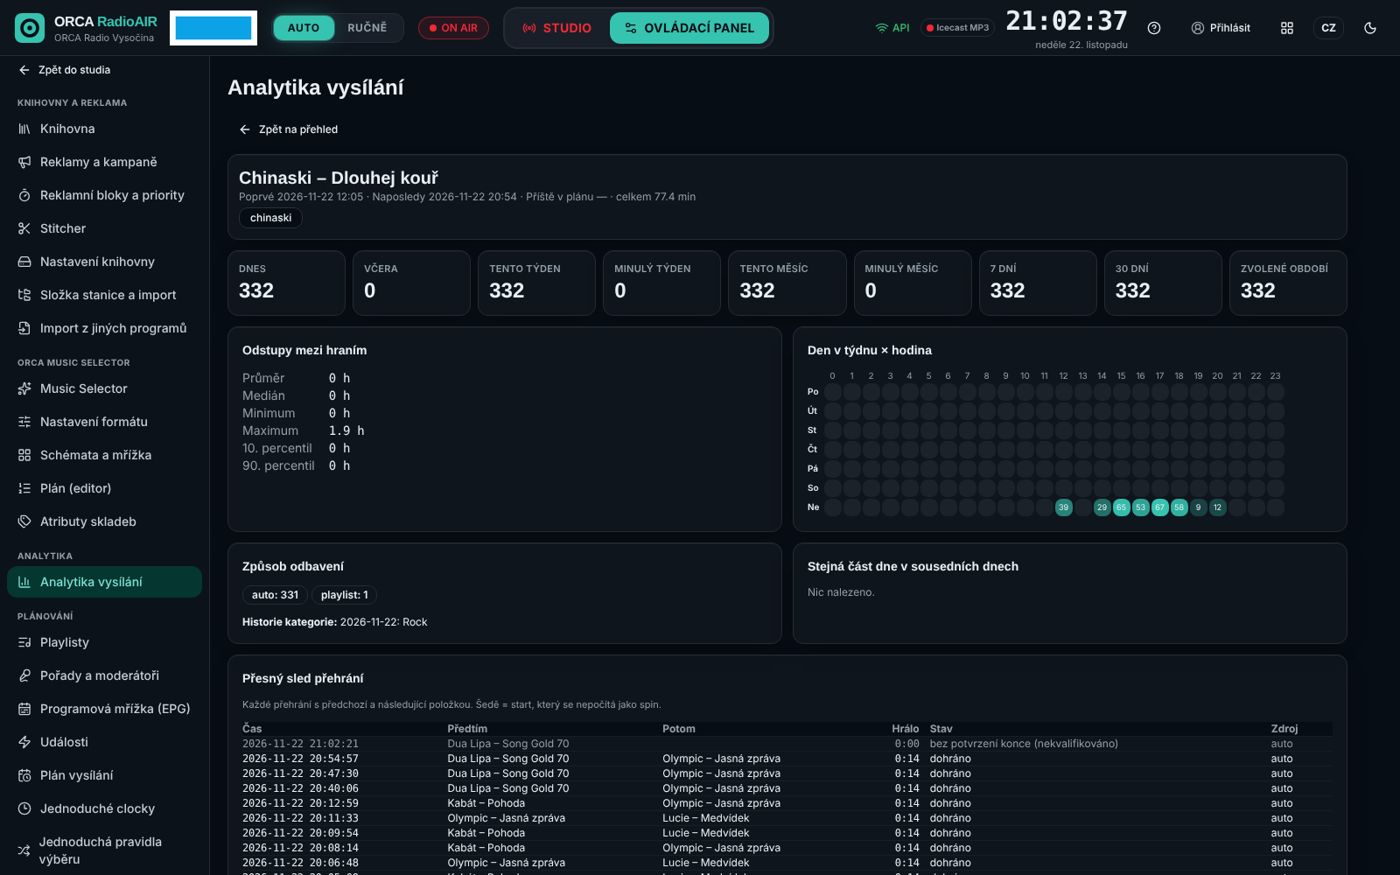 ORCA RadioAIR
ORCA Radio Vysočina
AUTO RUČNĚ
ON AIR
STUDIO
OVLÁDACÍ PANEL
API
Icecast MP3
21:02:37
neděle 22. listopadu
Přihlásit
CZ
Zpět do studia
KNIHOVNY A REKLAMA
Knihovna
Reklamy a kampaně
Reklamní bloky a priority
Stitcher
Nastavení knihovny
Složka stanice a import
Import z jiných programů
ORCA MUSIC SELECTOR
Music Selector
Nastavení formátu
Schémata a mřížka
Plán (editor)
Atributy skladeb
ANALYTIKA
Analytika vysílání
PLÁNOVÁNÍ
Playlisty
Pořady a moderátoři
Programová mřížka (EPG)
Události
Plán vysílání
Jednoduché clocky
Jednoduchá pravidla
výběru
Analytika vysílání
Zpět na přehled
Chinaski – Dlouhej kouř
Poprvé 2026-11-22 12:05 · Naposledy 2026-11-22 20:54 · Příště v plánu — · celkem 77.4 min
chinaski
DNES VČERA TENTO TÝDEN MINULÝ TÝDEN TENTO MĚSÍC MINULÝ MĚSÍC 7 DNÍ 30 DNÍ ZVOLENÉ OBDOBÍ
332 0 332 0 332 0 332 332 332
Odstupy mezi hraním
Průměr 0 h
Medián 0 h
Minimum 0 h
Maximum 1.9 h
10. percentil 0 h
90. percentil 0 h
Den v týdnu × hodina
0 1 2 3 4 5 6 7 8 9 10 11 12 13 14 15 16 17 18 19 20 21 22 23
Po
Út
St
Čt
Pá
So
Ne 39 29 65 53 67 58 9 12
Způsob odbavení
auto: 331 playlist: 1
Historie kategorie: 2026-11-22: Rock
Stejná část dne v sousedních dnech
Nic nalezeno.
Přesný sled přehrání
Každé přehrání s předchozí a následující položkou. Šedě = start, který se nepočítá jako spin.
Čas Předtím Potom Hrálo Stav Zdroj
2026-11-22 21:02:21 Dua Lipa – Song Gold 70 0:00 bez potvrzení konce (nekvalifikováno) auto
2026-11-22 20:54:57 Dua Lipa – Song Gold 70 Olympic – Jasná zpráva 0:14 dohráno auto
2026-11-22 20:47:30 Dua Lipa – Song Gold 70 Olympic – Jasná zpráva 0:14 dohráno auto
2026-11-22 20:40:06 Dua Lipa – Song Gold 70 Olympic – Jasná zpráva 0:14 dohráno auto
2026-11-22 20:12:59 Kabát – Pohoda Olympic – Jasná zpráva 0:14 dohráno auto
2026-11-22 20:11:33 Olympic – Jasná zpráva Lucie – Medvídek 0:14 dohráno auto
2026-11-22 20:09:54 Kabát – Pohoda Lucie – Medvídek 0:14 dohráno auto
2026-11-22 20:08:14 Kabát – Pohoda Olympic – Jasná zpráva 0:14 dohráno auto
2026-11-22 20:06:48 Olympic – Jasná zpráva Lucie – Medvídek 0:14 dohráno auto